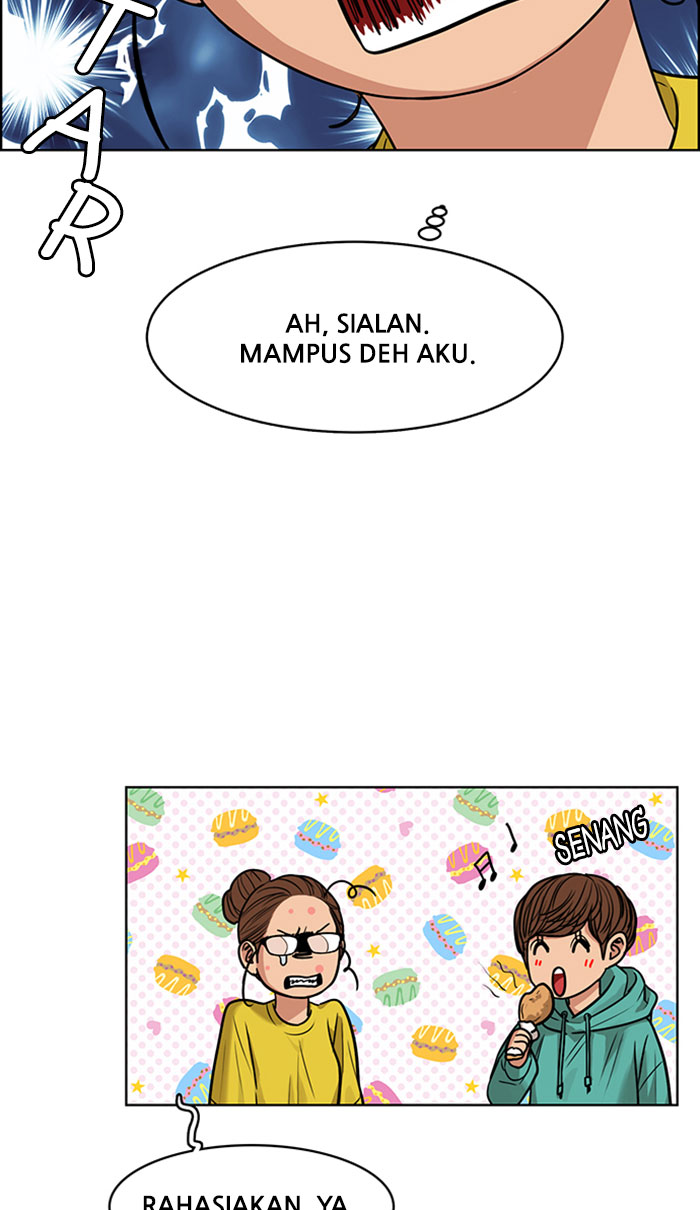 TAR
AH, SIALAN.
MAMPUS DEH AKU.
SENANG
RAHASIAKAN, YA